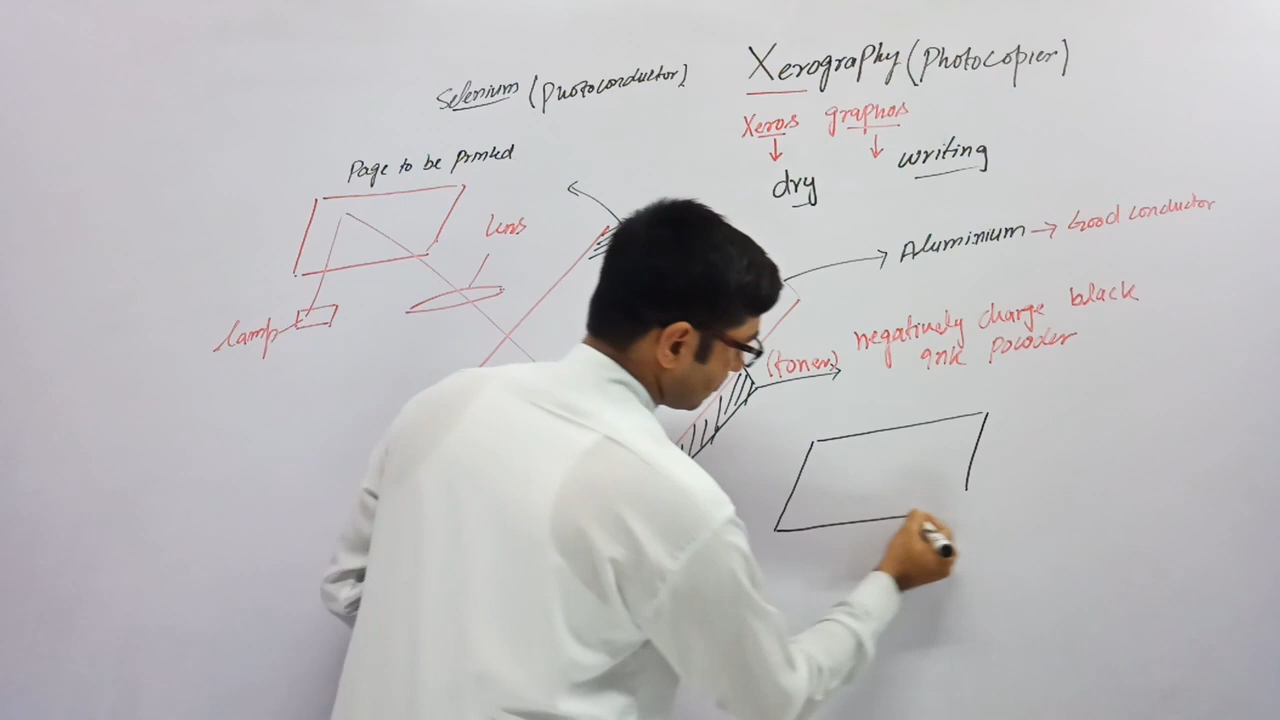 Xerography (Photocopier)
Selenium (Photoconductor)
Xeros graphos
dry writing
Page to be Printed
lens
lamp
Aluminium → Good conductor
(toner) negatively charge black
ink powder